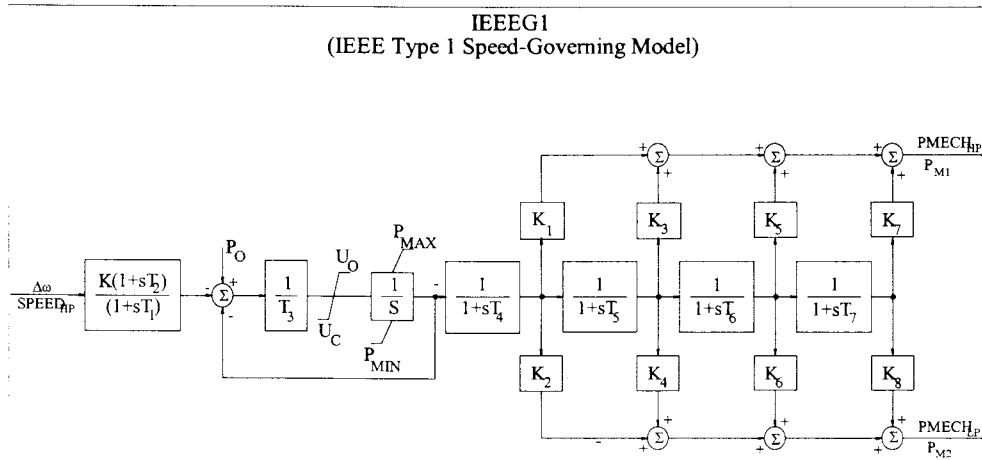 IEEEG1
(IEEE Type 1 Speed-Governing Model)
Δω
SPEED_HP
K(1+sT_2)
(1+sT_1)
P_O
-
+
Σ
-
1
T_3
U_O
U_C
P_MAX
1
S
P_MIN
-
1
1+sT_4
1
1+sT_5
1
1+sT_6
1
1+sT_7
K_1
K_3
K_5
K_7
K_2
K_4
K_6
K_8
+
Σ
+
+
Σ
+
+
Σ
+
PMECH_HP
P_M1
-
+
Σ
+
+
Σ
+
+
Σ
PMECH_LP
P_M2